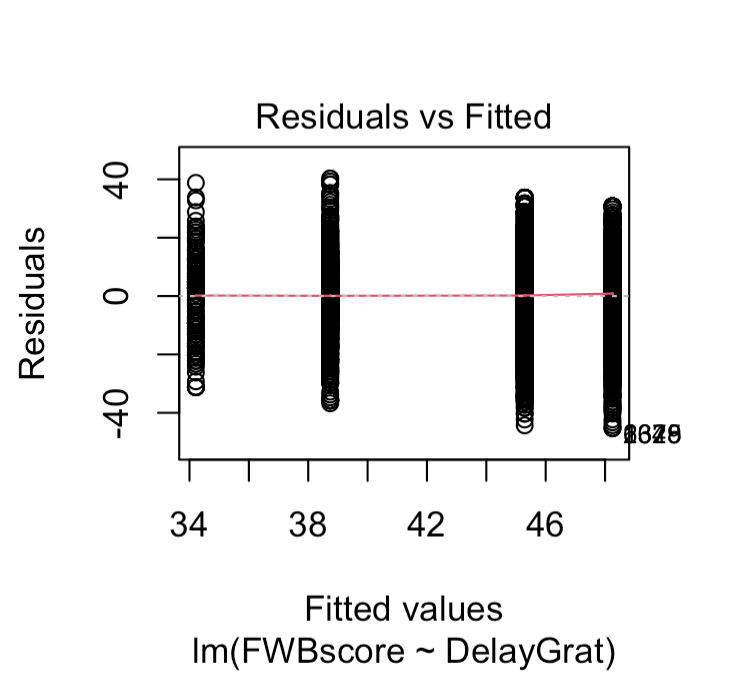 Residuals vs Fitted
40
0
-40
Residuals
34 38 42 46
Fitted values
lm(FWBscore ~ DelayGrat)